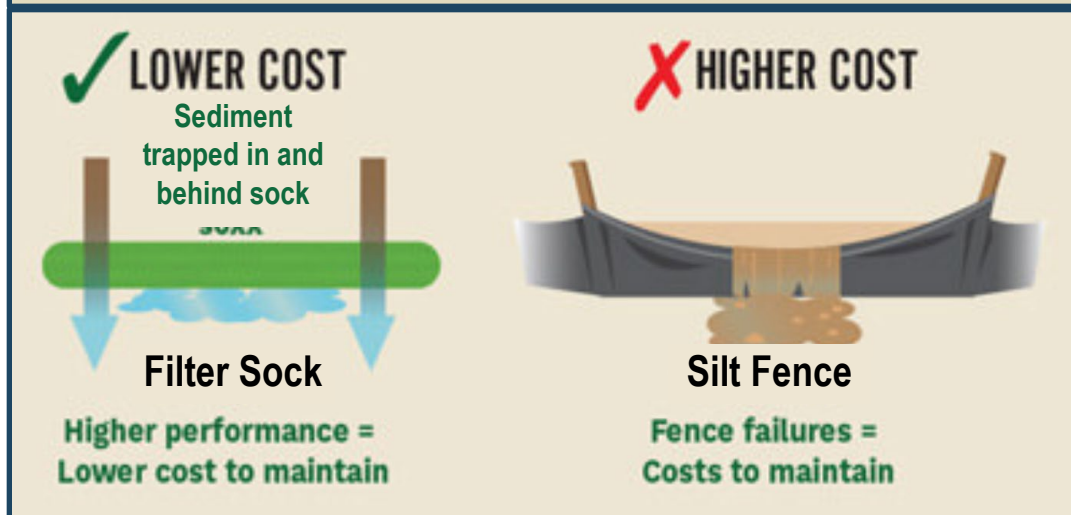 LOWER COST
Sediment
trapped in and
behind sock
Filter Sock
Higher performance =
Lower cost to maintain
HIGHER COST
Silt Fence
Fence failures =
Costs to maintain